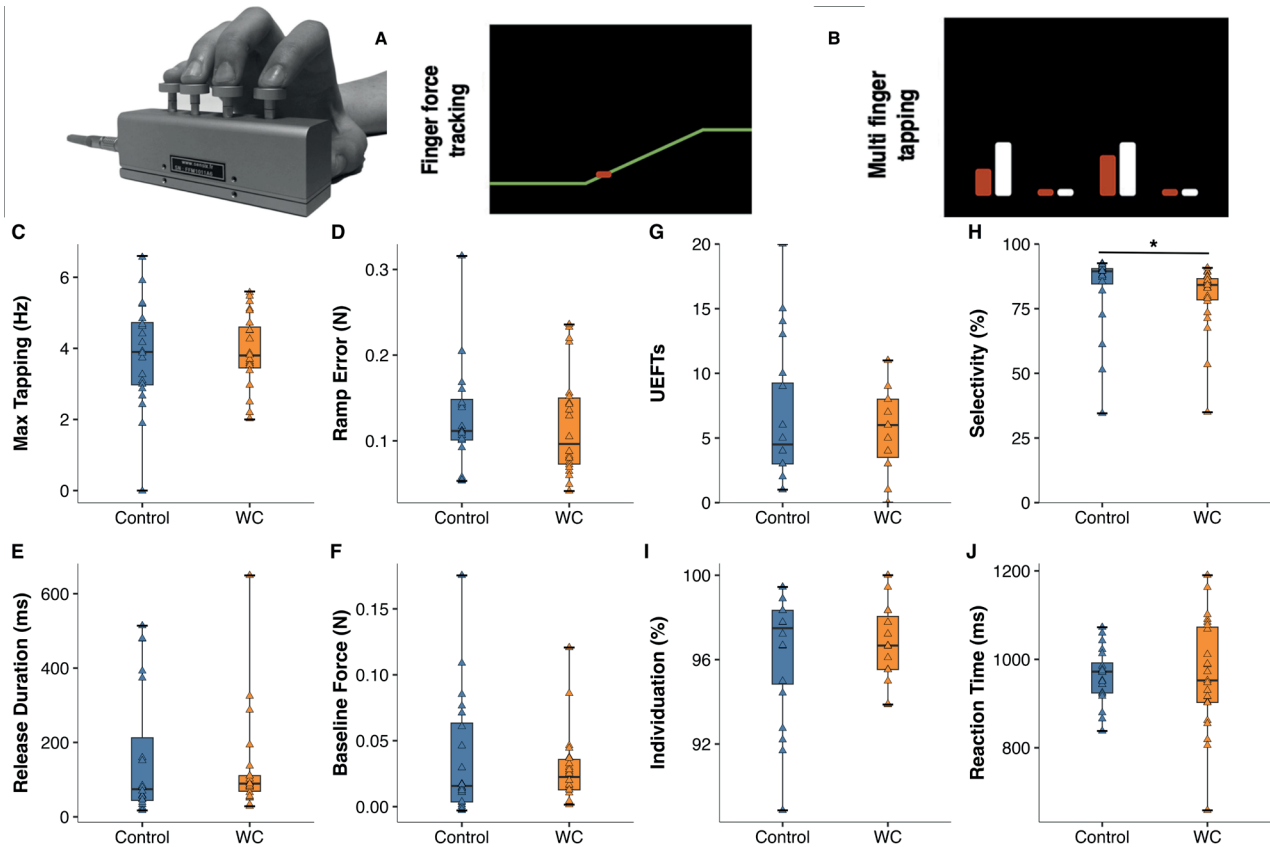 A
Finger force
tracking
B
Multi finger
tapping
C
Max Tapping (Hz)
6
4
2
0
Control
WC
D
Ramp Error (N)
0.3
0.2
0.1
Control
WC
G
UEFTs
20
15
10
5
0
Control
WC
H
Selectivity (%)
100
75
50
25
0
*
Control
WC
E
Release Duration (ms)
600
400
200
0
Control
WC
F
Baseline Force (N)
0.15
0.10
0.05
0.00
Control
WC
I
Individuation (%)
100
96
92
Control
WC
J
Reaction Time (ms)
1200
1000
800
Control
WC